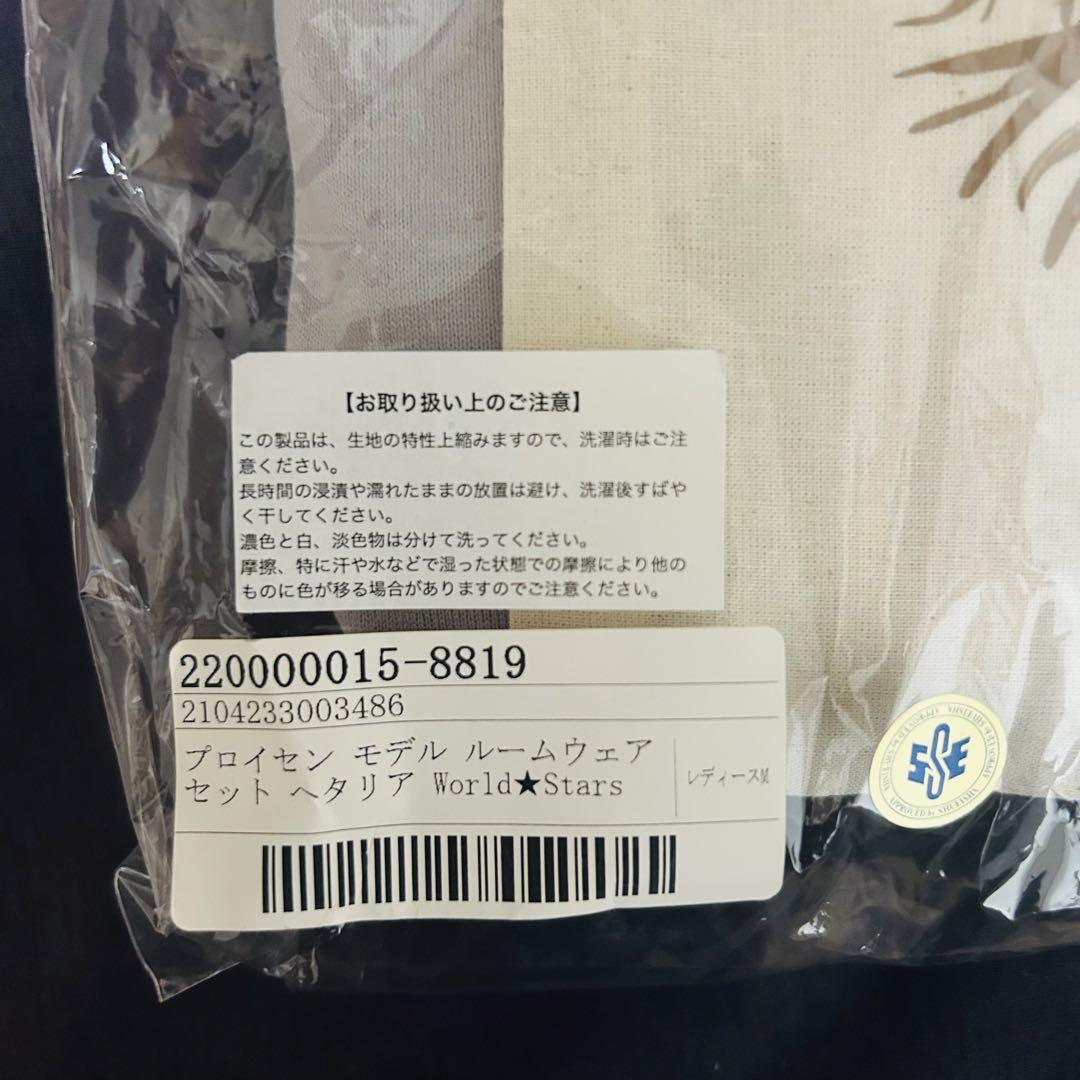 【お取り扱い上のご注意】
この製品は、生地の特性上縮みますので、洗濯時はご注
意ください。
長時間の浸漬や濡れたままの放置は避け、洗濯後すばや
く干してください。
濃色と白、淡色物は分けて洗ってください。
摩擦、特に汗や水などで湿った状態での摩擦により他の
ものに色が移る場合がありますのでご注意ください。
220000015-8819
2104233003486
プロイセン モデル ルームウェア
セット ヘタリア World★Stars
レディースM
SSE
APPROVED by SHUEISHA